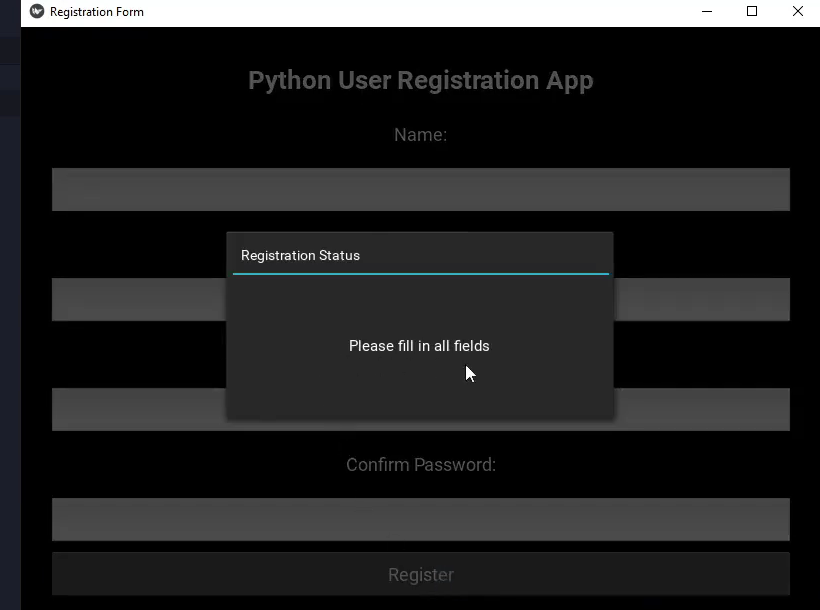 Registration Form
Python User Registration App
Name:
Registration Status
Please fill in all fields
Confirm Password:
Register